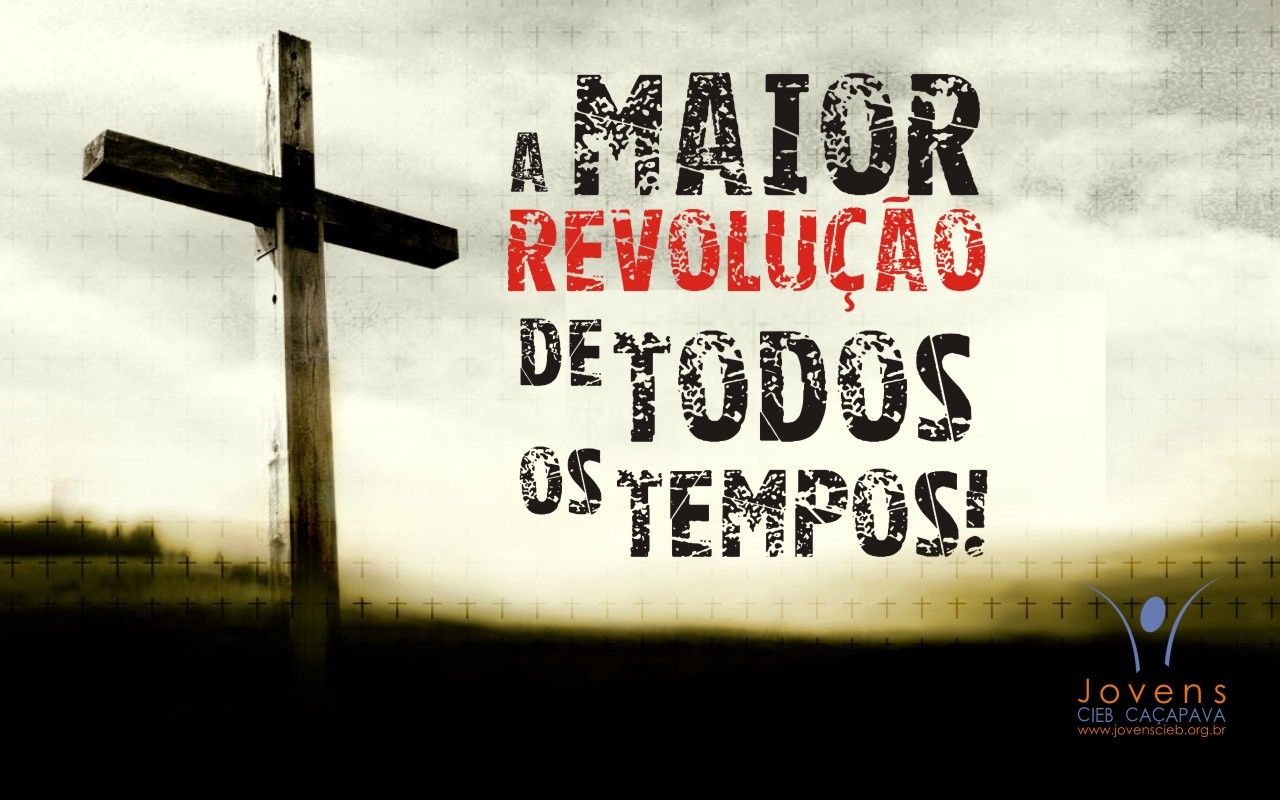 A MAIOR
REVOLUÇÃO
DE TODOS
OS TEMPOS!
Jovens
CIEB CAÇAPAVA
www.jovenscieb.org.br